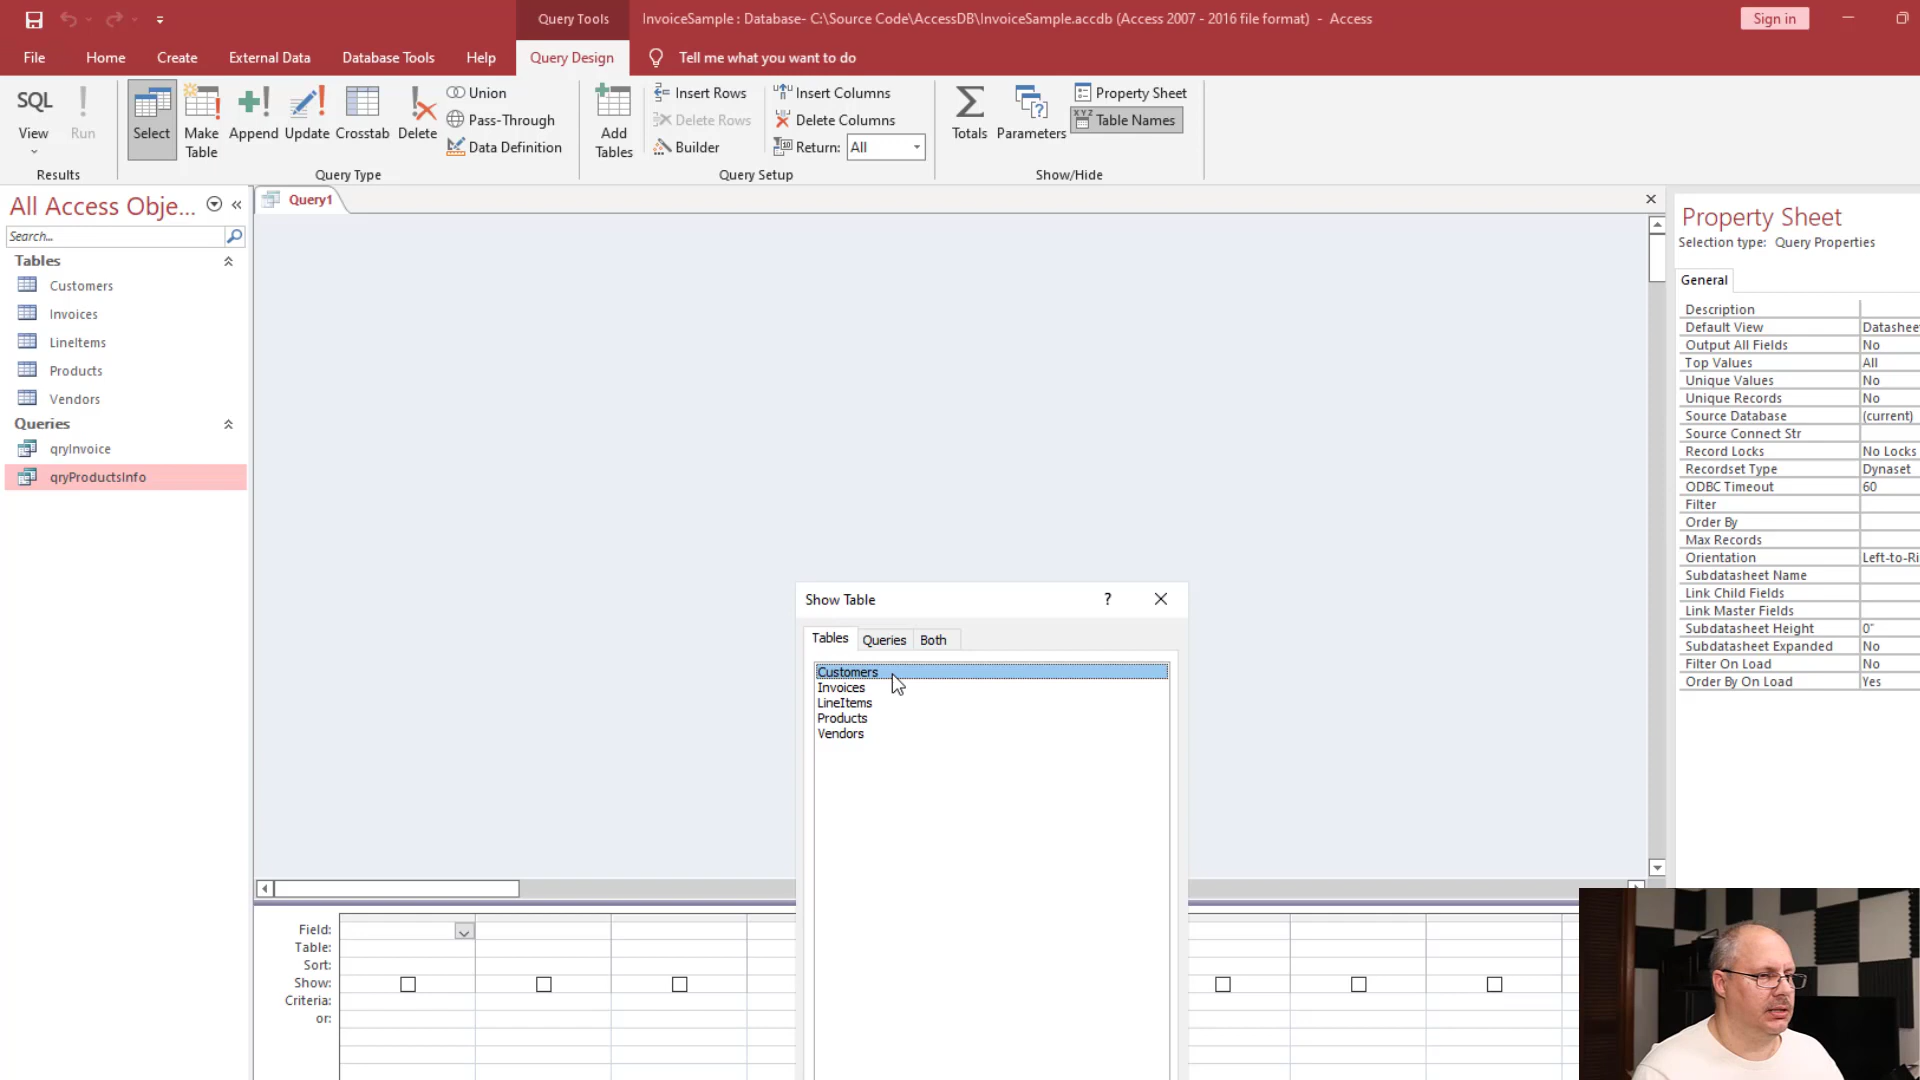 Query Tools
InvoiceSample : Database- C:\Source Code\AccessDB\InvoiceSample.accdb (Access 2007 - 2016 file format) - Access
Sign in
File
Home
Create
External Data
Database Tools
Help
Query Design
Tell me what you want to do
SQL
View
Run
Results
Select
Make
Table
Append
Update
Crosstab
Delete
Union
Pass-Through
Data Definition
Query Type
Add
Tables
Insert Rows
Delete Rows
Builder
Insert Columns
Delete Columns
Return: All
Query Setup
Totals
Parameters
Property Sheet
XYZ Table Names
Show/Hide
All Access Obje...
Search...
Tables
Customers
Invoices
LineItems
Products
Vendors
Queries
qryInvoice
qryProductsInfo
Query1
Show Table
Tables
Queries
Both
Customers
Invoices
LineItems
Products
Vendors
Field:
Table:
Sort:
Show:
Criteria:
or:
Property Sheet
Selection type: Query Properties
General
Description
Default View Datashee
Output All Fields No
Top Values All
Unique Values No
Unique Records No
Source Database (current)
Source Connect Str
Record Locks No Locks
Recordset Type Dynaset
ODBC Timeout 60
Filter
Order By
Max Records
Orientation Left-to-Ri
Subdatasheet Name
Link Child Fields
Link Master Fields
Subdatasheet Height 0"
Subdatasheet Expanded No
Filter On Load No
Order By On Load Yes